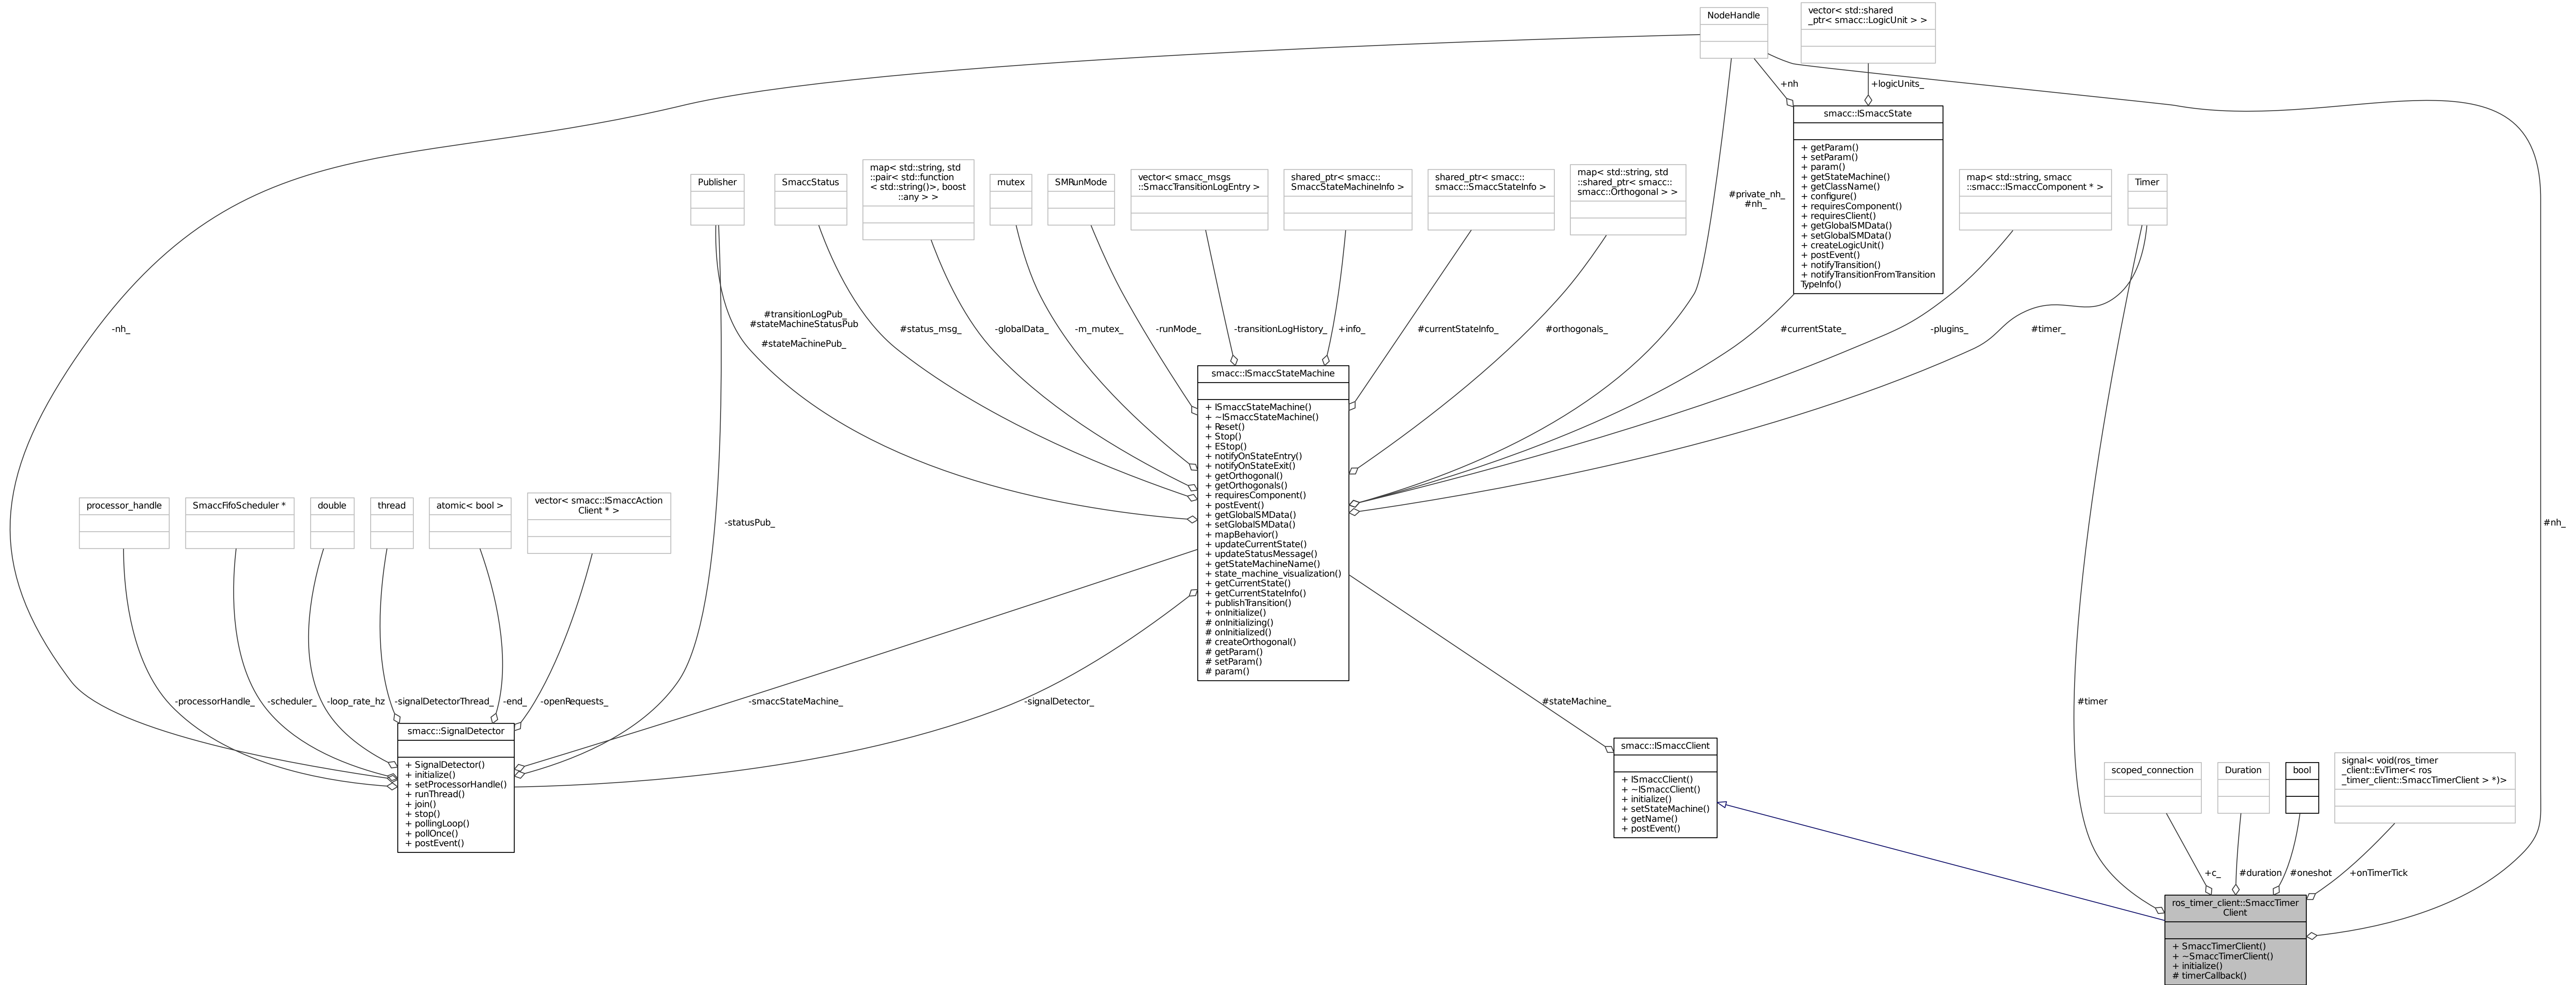 NodeHandle
vector< std::shared
_ptr< smacc::LogicUnit > >
+nh
+logicUnits_
smacc::ISmaccState
+ getParam()
+ setParam()
+ param()
+ getStateMachine()
+ getClassName()
+ configure()
+ requiresComponent()
+ requiresClient()
+ getGlobalSMData()
+ setGlobalSMData()
+ createLogicUnit()
+ postEvent()
+ notifyTransition()
+ notifyTransitionFromTransition
TypeInfo()
Publisher
SmaccStatus
map< std::string, std
::pair< std::function
< std::string()>, boost
::any > >
mutex
SMRunMode
vector< smacc_msgs
::SmaccTransitionLogEntry >
shared_ptr< smacc::
SmaccStateMachineInfo >
shared_ptr< smacc::
smacc::SmaccStateInfo >
map< std::string, std
::shared_ptr< smacc::
smacc::Orthogonal > >
#private_nh_
#nh_
map< std::string, smacc
::smacc::ISmaccComponent * >
Timer
-nh_
#transitionLogPub_
#stateMachineStatusPub
_
#stateMachinePub_
#status_msg_
-globalData_
-m_mutex_
-runMode_
-transitionLogHistory_
+info_
#currentStateInfo_
#orthogonals_
#currentState_
-plugins_
#timer_
smacc::ISmaccStateMachine
+ ISmaccStateMachine()
+ ~ISmaccStateMachine()
+ Reset()
+ Stop()
+ EStop()
+ notifyOnStateEntry()
+ notifyOnStateExit()
+ getOrthogonal()
+ getOrthogonals()
+ requiresComponent()
+ postEvent()
+ getGlobalSMData()
+ setGlobalSMData()
+ mapBehavior()
+ updateCurrentState()
+ updateStatusMessage()
+ getStateMachineName()
+ state_machine_visualization()
+ getCurrentState()
+ getCurrentStateInfo()
+ publishTransition()
+ onInitialize()
# onInitializing()
# onInitialized()
# createOrthogonal()
# getParam()
# setParam()
# param()
processor_handle
SmaccFifoScheduler *
double
thread
atomic< bool >
vector< smacc::ISmaccAction
Client * >
-statusPub_
#nh_
-processorHandle_
-scheduler_
-loop_rate_hz
-signalDetectorThread_
-end_
-openRequests_
-smaccStateMachine_
-signalDetector_
#stateMachine_
#timer
smacc::SignalDetector
+ SignalDetector()
+ initialize()
+ setProcessorHandle()
+ runThread()
+ join()
+ stop()
+ pollingLoop()
+ pollOnce()
+ postEvent()
smacc::ISmaccClient
+ ISmaccClient()
+ ~ISmaccClient()
+ initialize()
+ setStateMachine()
+ getName()
+ postEvent()
scoped_connection
Duration
bool
signal< void(ros_timer
_client::EvTimer< ros
_timer_client::SmaccTimerClient > *)>
+c_
#duration
#oneshot
+onTimerTick
ros_timer_client::SmaccTimer
Client
+ SmaccTimerClient()
+ ~SmaccTimerClient()
+ initialize()
# timerCallback()